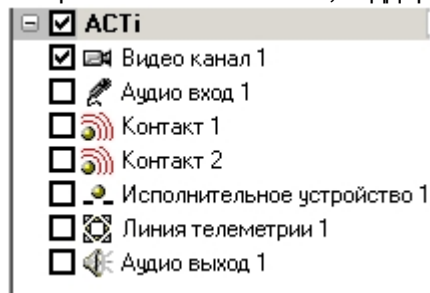 ACTi
Видео канал 1
Аудио вход 1
Контакт 1
Контакт 2
Исполнительное устройство 1
Линия телеметрии 1
Аудио выход 1